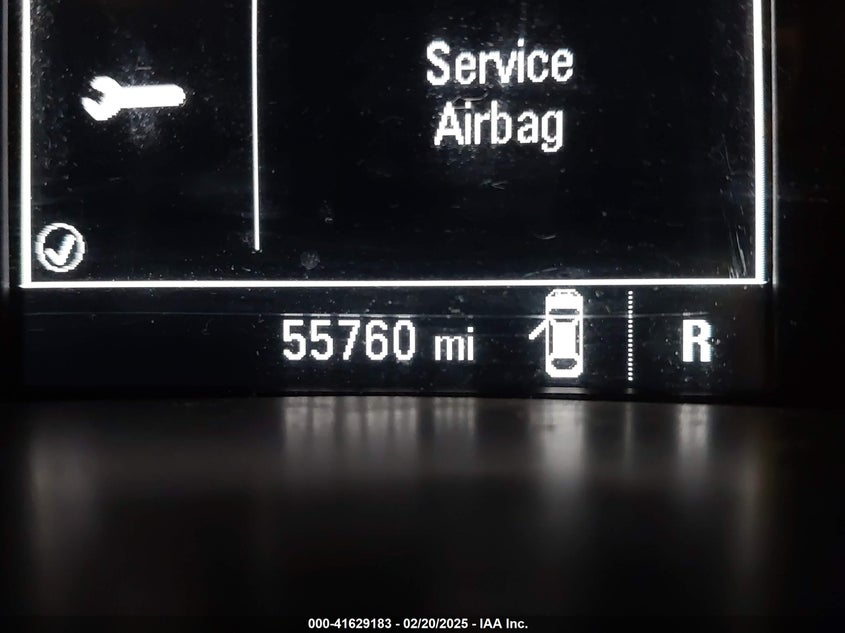 Service
Airbag
55760 mi
R
000-41629183 - 02/20/2025 - IAA Inc.